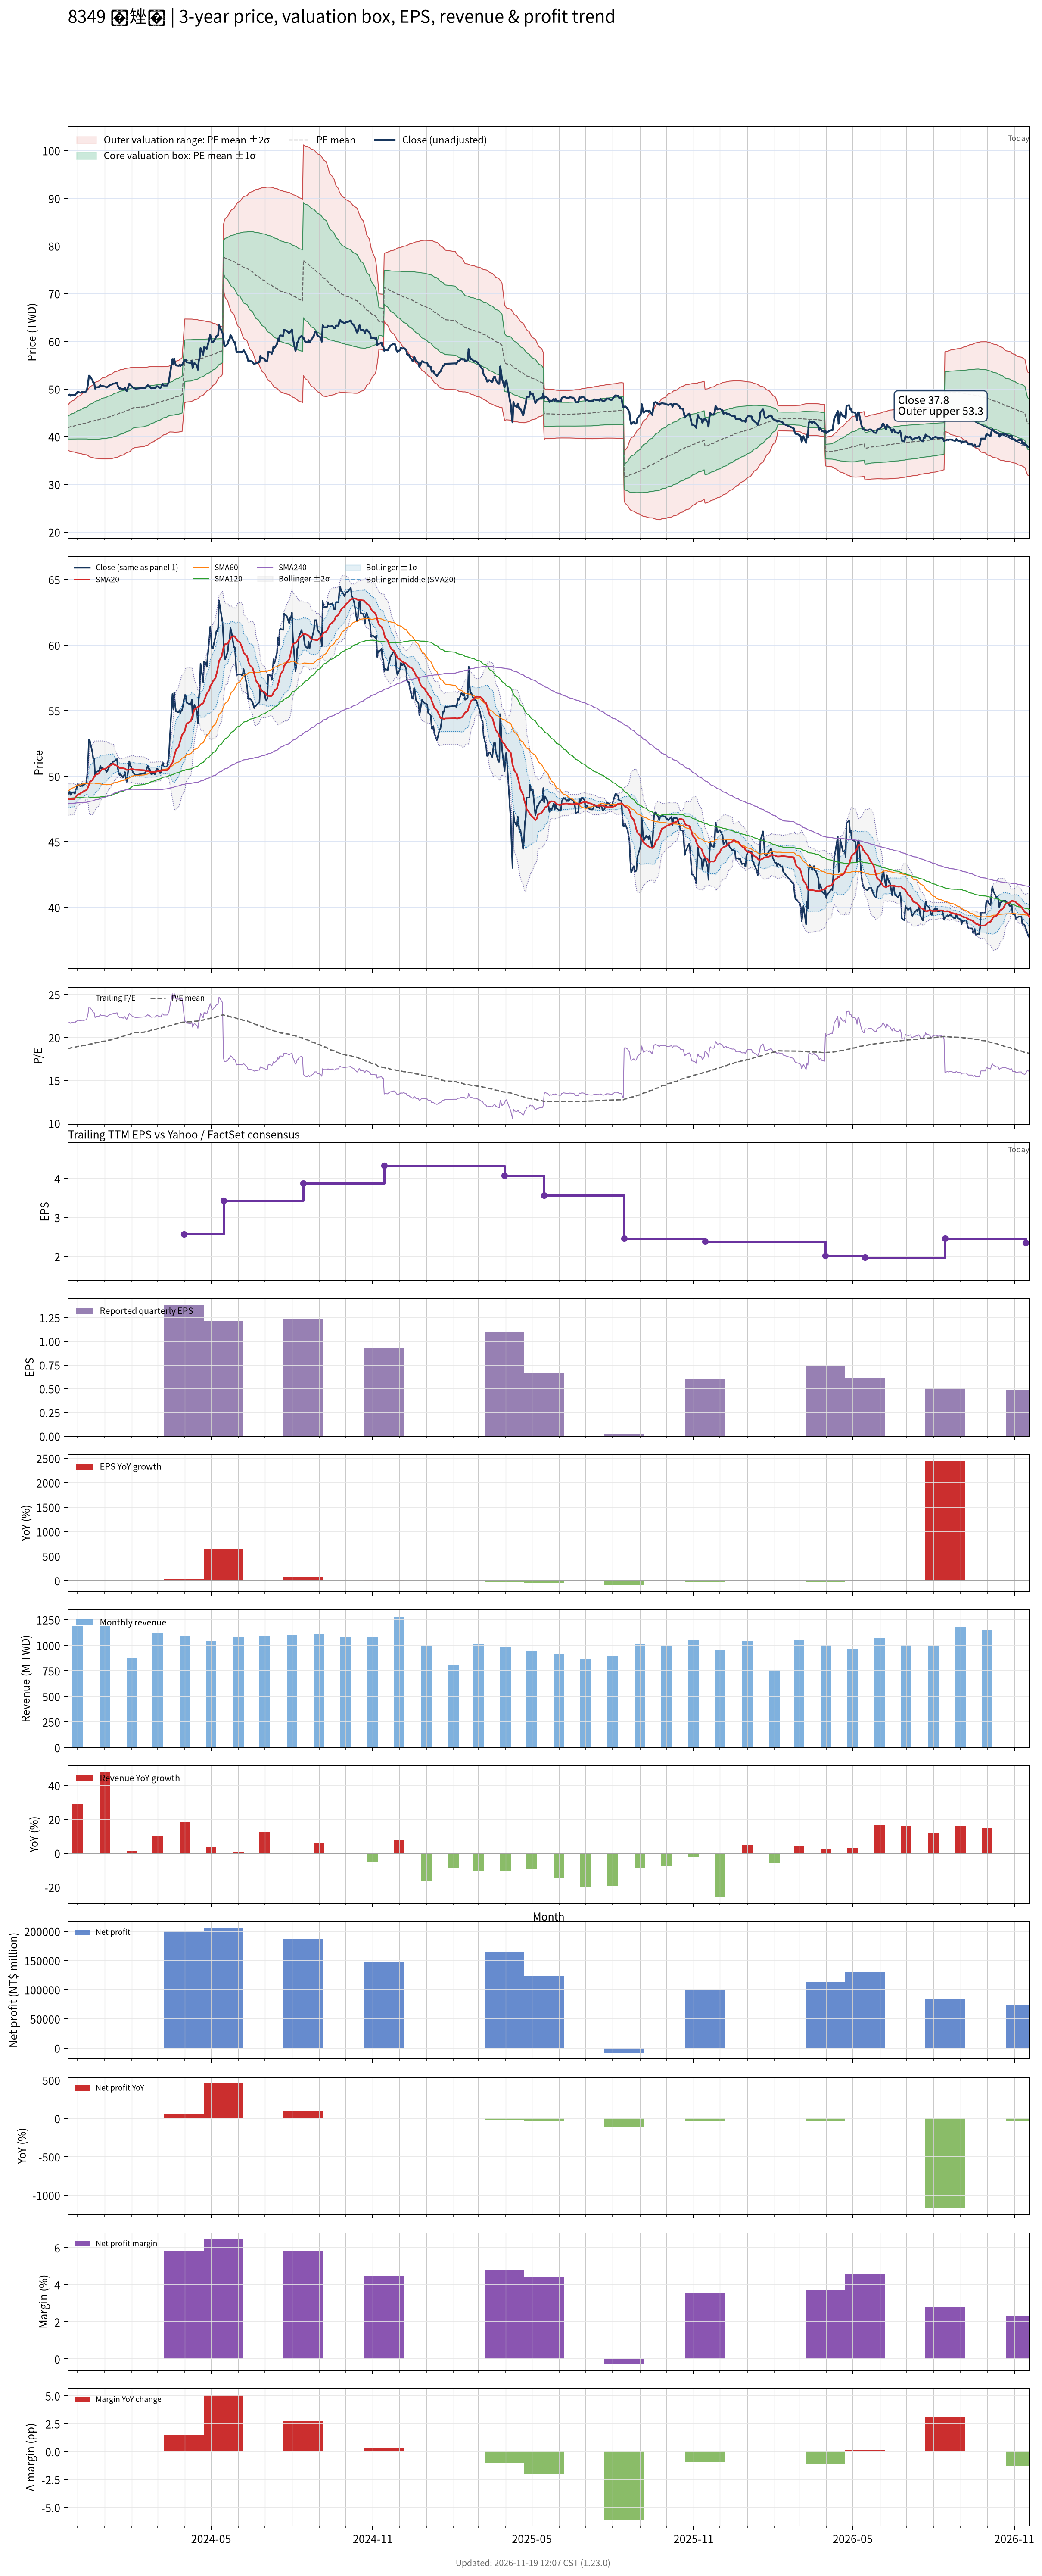 8349 �矬� | 3-year price, valuation box, EPS, revenue & profit trend
Outer valuation range: PE mean ±2σ
PE mean
Close (unadjusted)
Core valuation box: PE mean ±1σ
Today
Price (TWD)
100
90
80
70
60
50
40
30
20
Close 37.8
Outer upper 53.3
Close (same as panel 1)
SMA60
SMA240
Bollinger ±1σ
SMA20
SMA120
Bollinger ±2σ
Bollinger middle (SMA20)
Price
65
60
55
50
45
40
Trailing P/E
P/E mean
P/E
25
20
15
10
Trailing TTM EPS vs Yahoo / FactSet consensus
Today
EPS
4
3
2
Reported quarterly EPS
EPS
1.25
1.00
0.75
0.50
0.25
0.00
EPS YoY growth
YoY (%)
2500
2000
1500
1000
500
0
Monthly revenue
Revenue (M TWD)
1250
1000
750
500
250
0
Revenue YoY growth
YoY (%)
40
20
0
-20
Month
Net profit
Net profit (NT$ million)
200000
150000
100000
50000
0
Net profit YoY
YoY (%)
500
0
-500
-1000
Net profit margin
Margin (%)
6
4
2
0
Margin YoY change
Δ margin (pp)
5.0
2.5
0.0
-2.5
-5.0
2024-05
2024-11
2025-05
2025-11
2026-05
2026-11
Updated: 2026-11-19 12:07 CST (1.23.0)